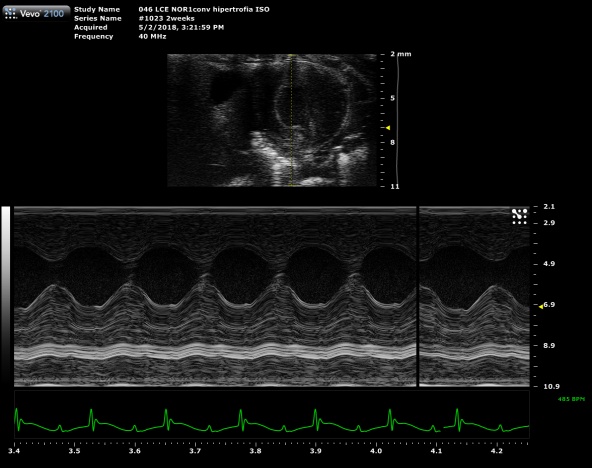 Vevo 2100
Study Name 046 LCE NOR1conv hipertrofia ISO
Series Name #1023 2weeks
Acquired 5/2/2018, 3:21:59 PM
Frequency 40 MHz
2 mm
5
8
11
2.1
2.9
4.9
6.9
8.9
10.9
485 BPM
3.4 3.5 3.6 3.7 3.8 3.9 4.0 4.1 4.2